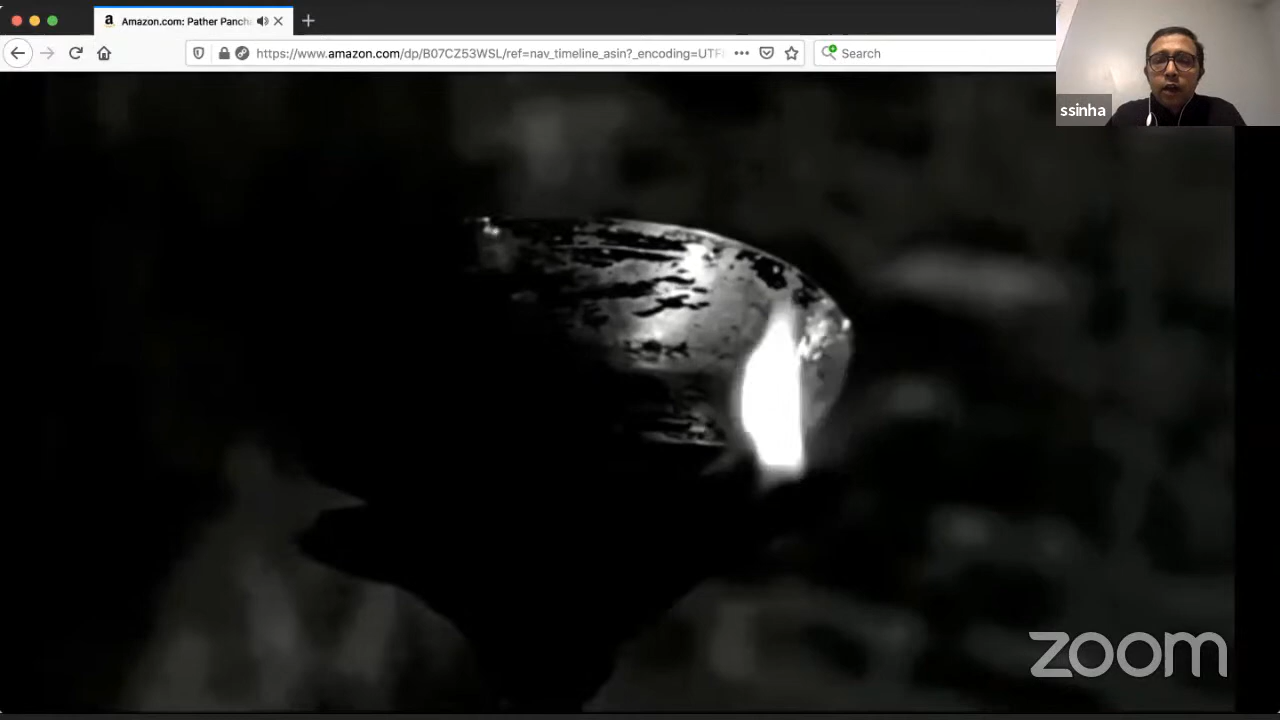 a Amazon.com: Pather Panch
https://www.amazon.com/dp/B07CZ53WSL/ref=nav_timeline_asin?_encoding=UTF
Search
ssinha
zoom